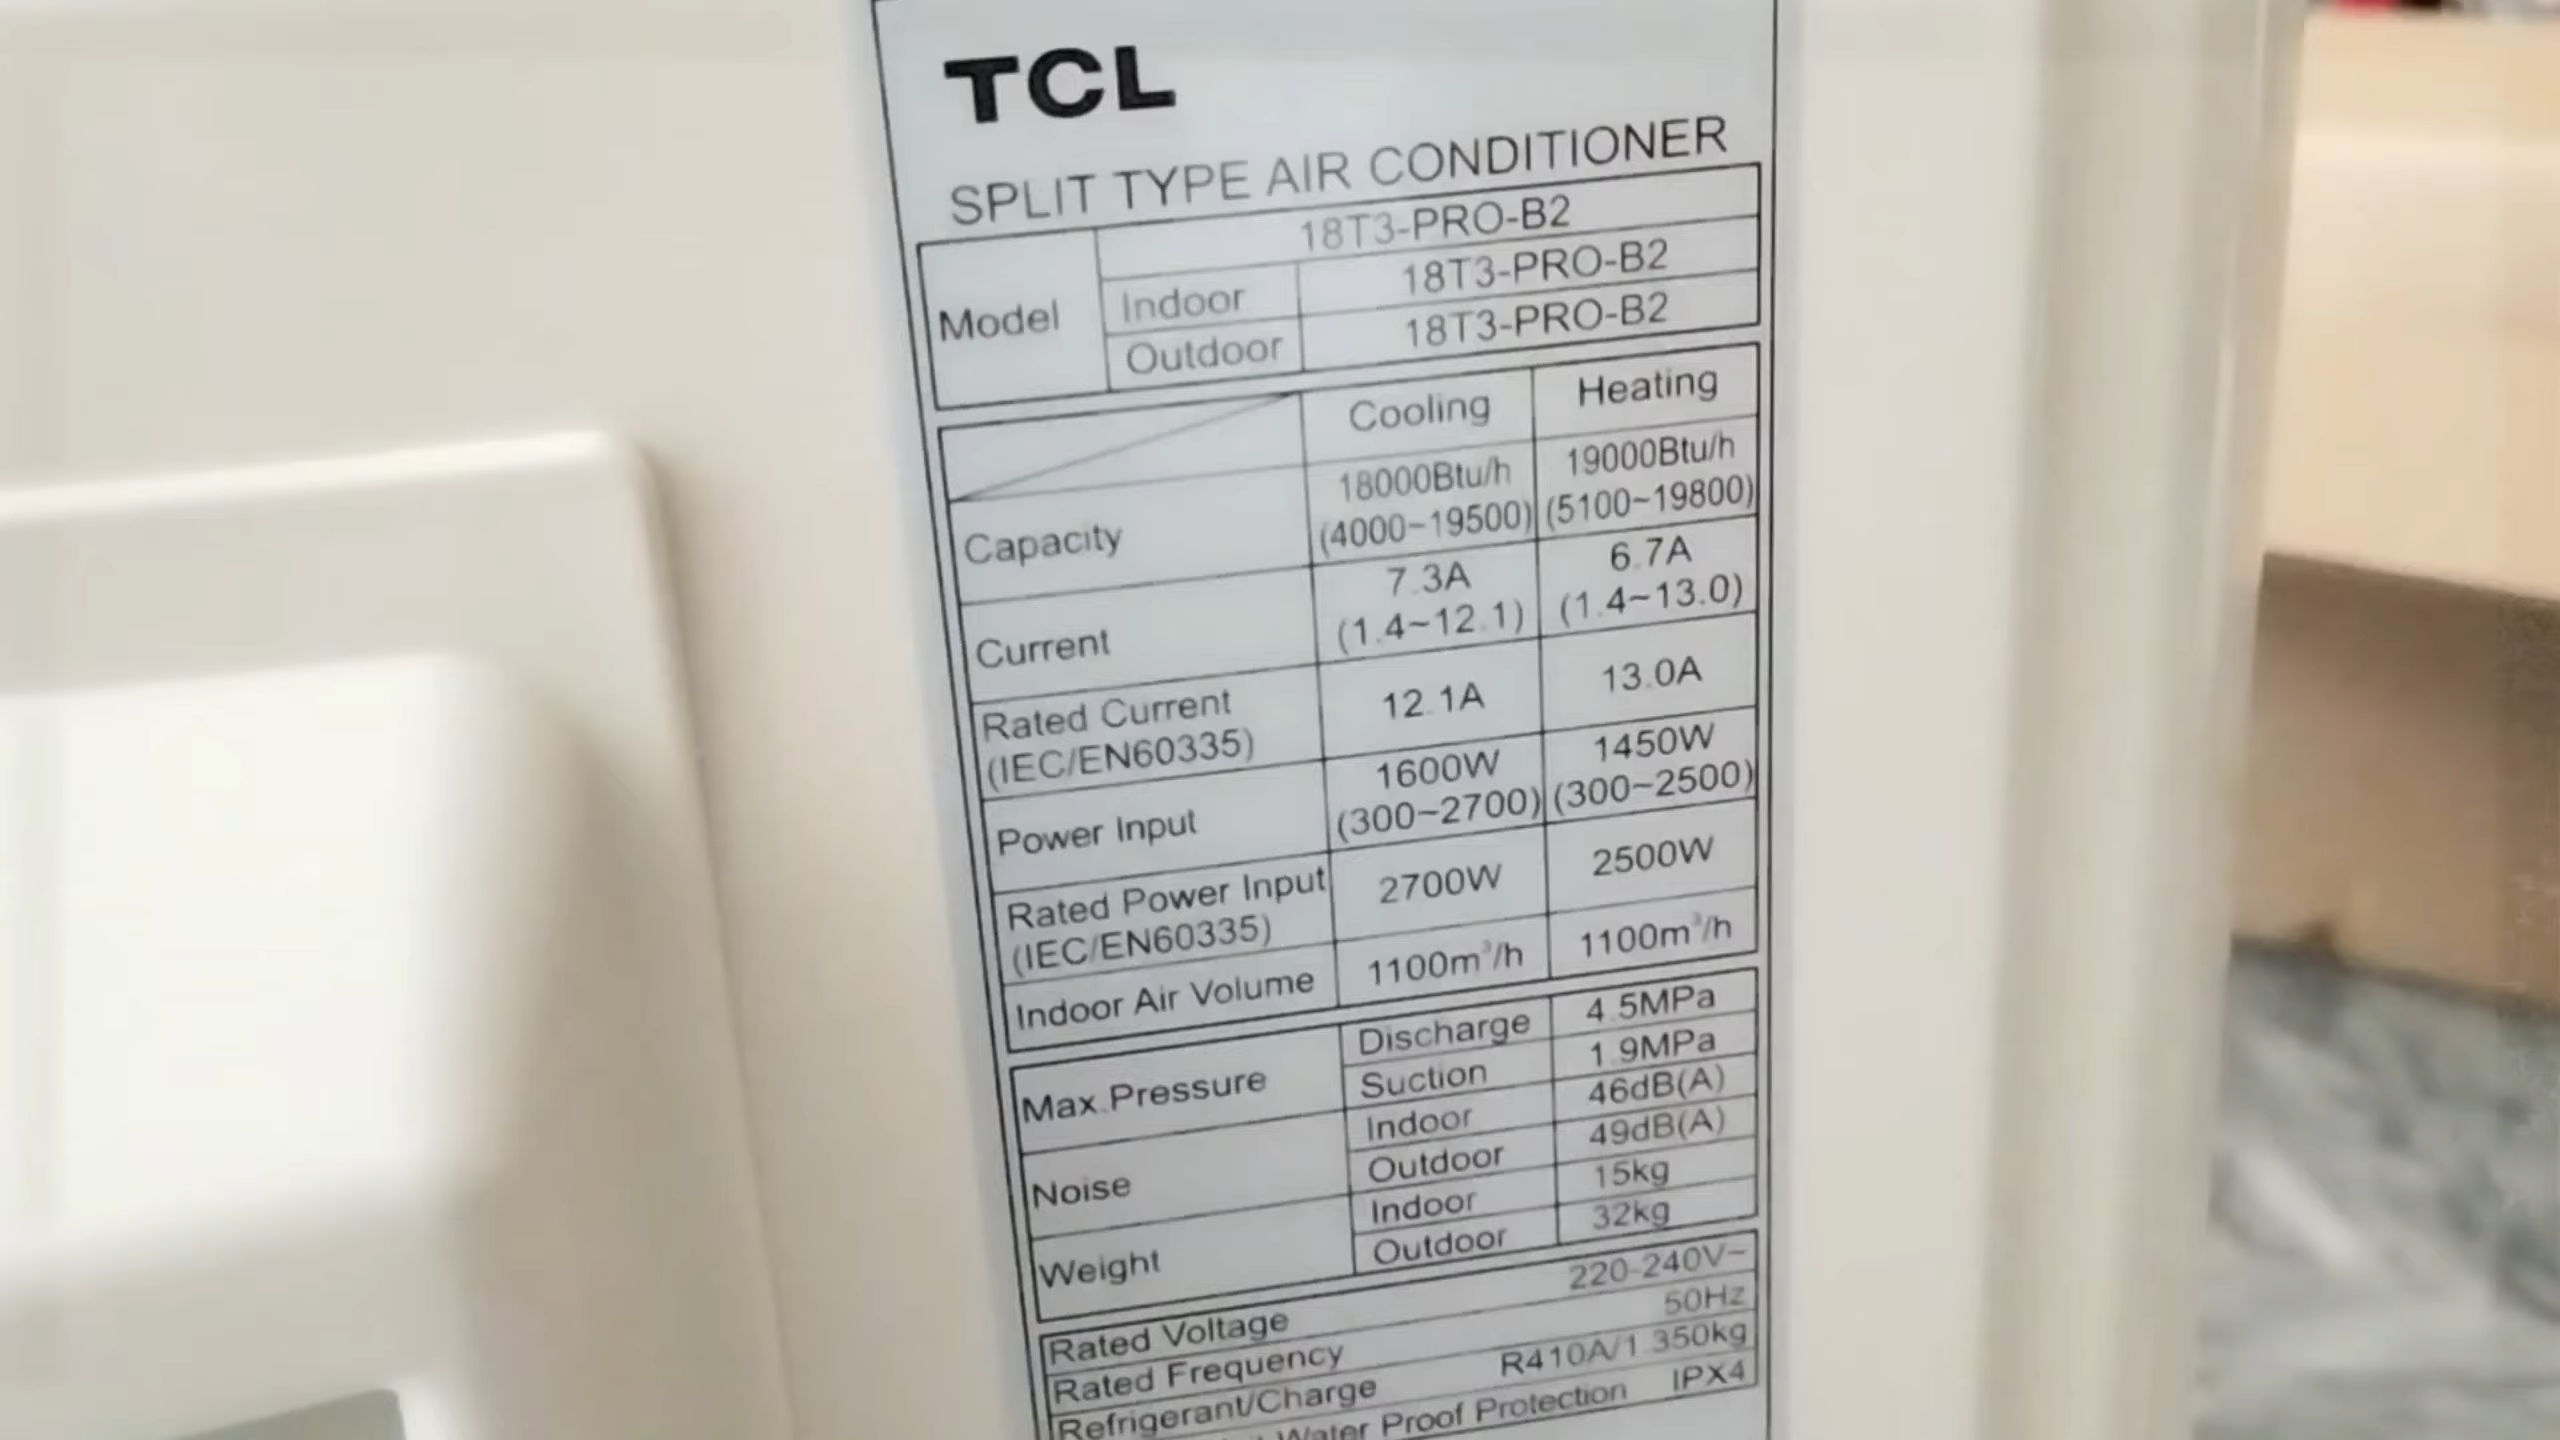 TCL
SPLIT TYPE AIR CONDITIONER
Model
18T3-PRO-B2
Indoor 18T3-PRO-B2
Outdoor 18T3-PRO-B2
Cooling Heating
Capacity 18000Btu/h (4000~19500) 19000Btu/h (5100~19800)
Current 7.3A (1.4~12.1) 6.7A (1.4~13.0)
Rated Current (IEC/EN60335) 12.1A 13.0A
Power Input 1600W (300~2700) 1450W (300~2500)
Rated Power Input (IEC/EN60335) 2700W 2500W
Indoor Air Volume 1100m³/h 1100m³/h
Max.Pressure Discharge 4.5MPa
Suction 1.9MPa
Noise Indoor 46dB(A)
Outdoor 49dB(A)
Weight Indoor 15kg
Outdoor 32kg
Rated Voltage 220-240V~
Rated Frequency 50Hz
Refrigerant/Charge R410A/1.350kg
Water Proof Protection IPX4